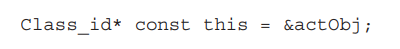 Class_id* const this = &actObj;